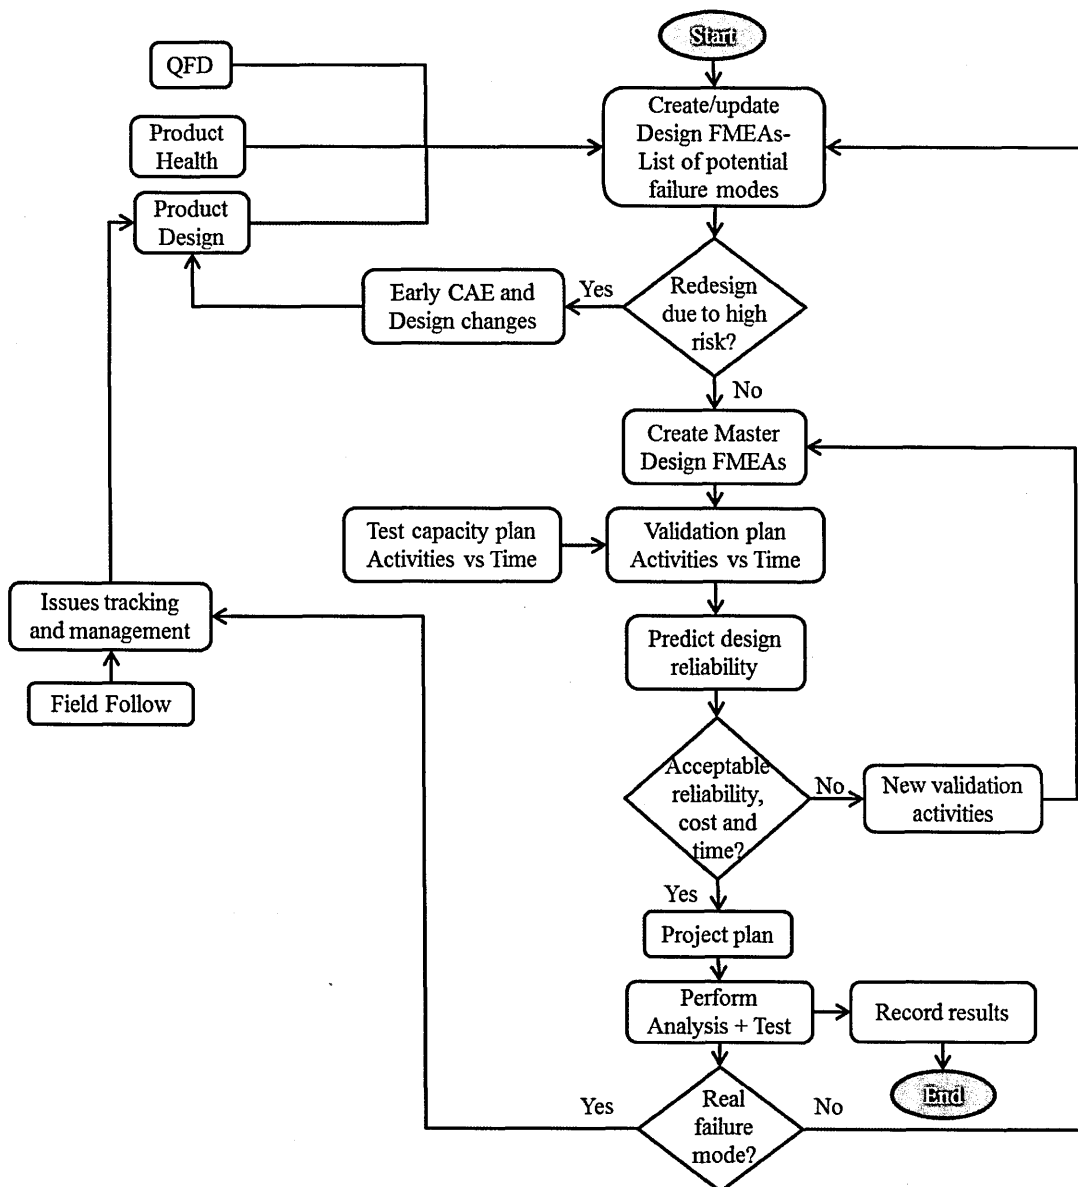 Start
QFD
Create/update
Design FMEAs-
List of potential
failure modes
Product
Health
Product
Design
Redesign
due to high
risk?
Yes
Early CAE and
Design changes
No
Create Master
Design FMEAs
Test capacity plan
Activities vs Time
Validation plan
Activities vs Time
Issues tracking
and management
Predict design
reliability
Field Follow
Acceptable
reliability,
cost and
time?
No
New validation
activities
Yes
Project plan
Perform
Analysis + Test
Record results
End
Yes
Real
failure
mode?
No